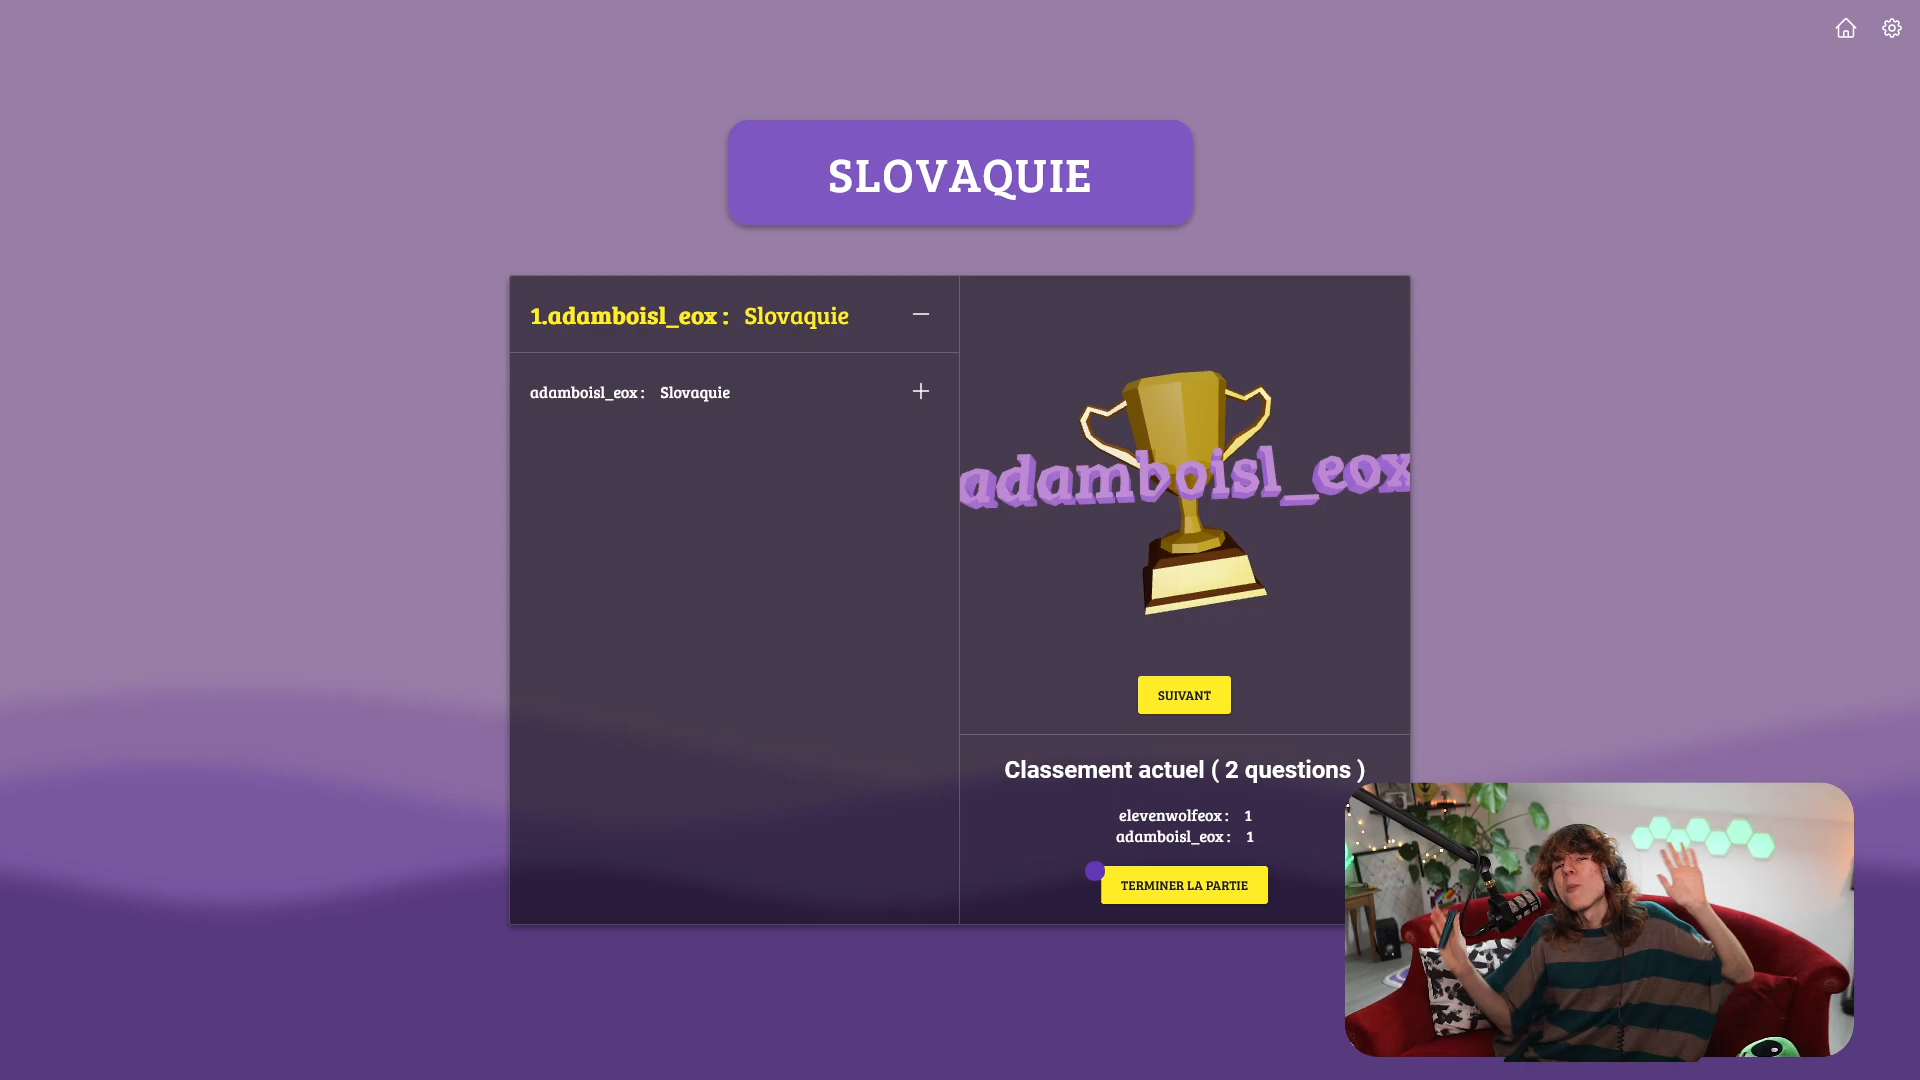 SLOVAQUIE
1.adamboisl_eox : Slovaquie
adamboisl_eox : Slovaquie
adamboisl_eox
SUIVANT
Classement actuel ( 2 questions )
elevenwolfeox : 1
adamboisl_eox : 1
TERMINER LA PARTIE